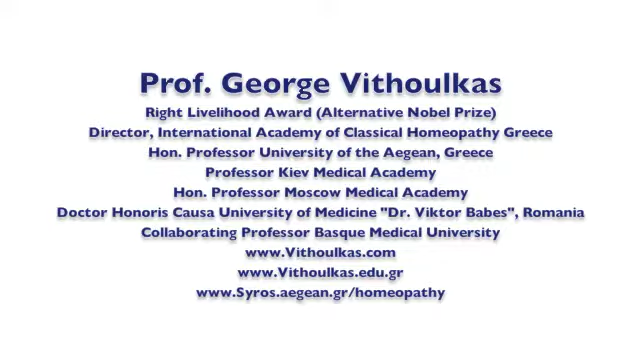 Prof. George Vithoulkas
Right Livelihood Award (Alternative Nobel Prize)
Director, International Academy of Classical Homeopathy Greece
Hon. Professor University of the Aegean, Greece
Professor Kiev Medical Academy
Hon. Professor Moscow Medical Academy
Doctor Honoris Causa University of Medicine "Dr. Viktor Babes", Romania
Collaborating Professor Basque Medical University
www.Vithoulkas.com
www.Vithoulkas.edu.gr
www.Syros.aegean.gr/homeopathy